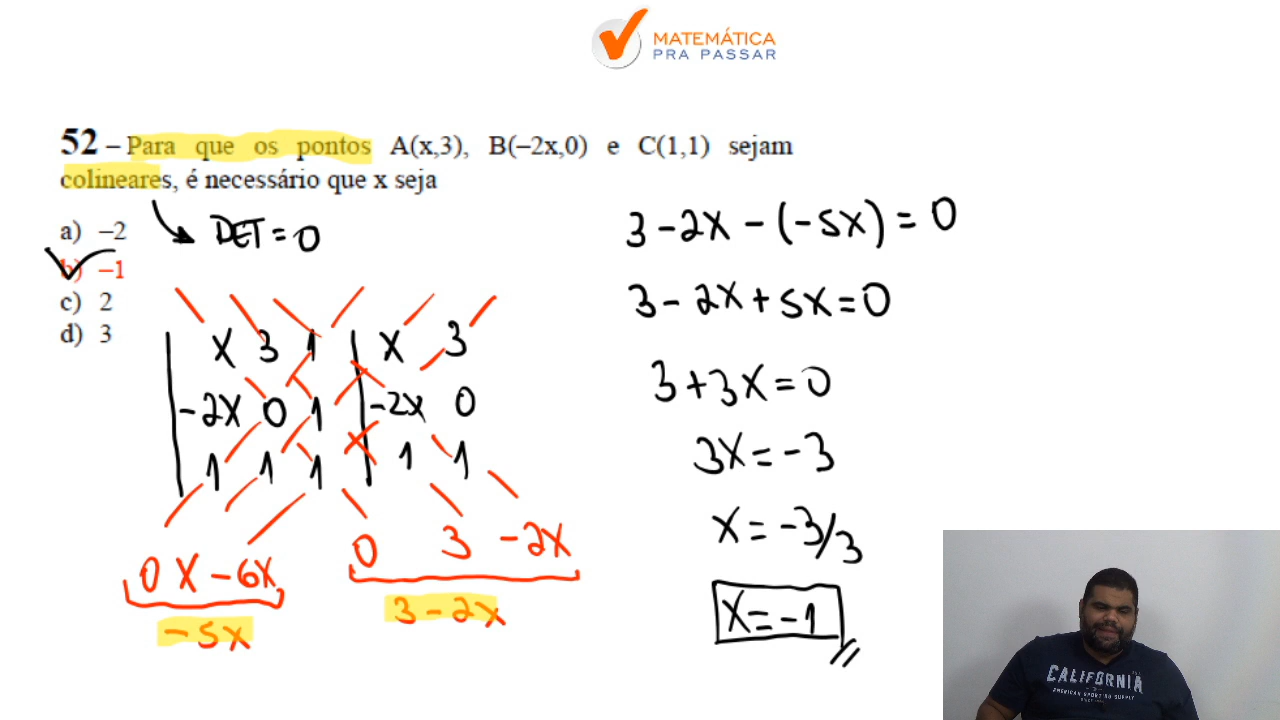 MATEMÁTICA
PRA PASSAR
52 – Para que os pontos A(x,3), B(–2x,0) e C(1,1) sejam
colineares, é necessário que x seja
a) –2
b) –1
c) 2
d) 3
DET = 0
x 3 1 x 3
-2x 0 1 -2x 0
1 1 1 1 1
0 x -6x
-5x
0 3 -2x
3-2x
3-2x-(-5x)=0
3-2x+5x=0
3+3x=0
3x=-3
x=-3/3
x=-1
CALIFORNIA
AMERICAN SPORTING SUPPLY